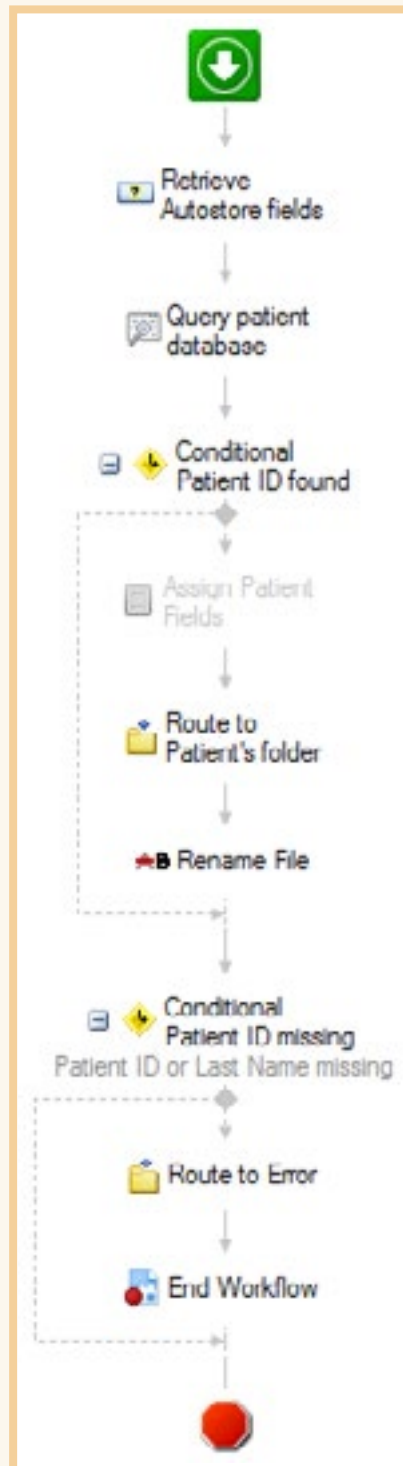 Retrieve
Autostore fields
Query patient
database
Conditional
Patient ID found
Assign Patient
Fields
Route to
Patient's folder
AB Rename File
Conditional
Patient ID missing
Patient ID or Last Name missing
Route to Error
End Workflow